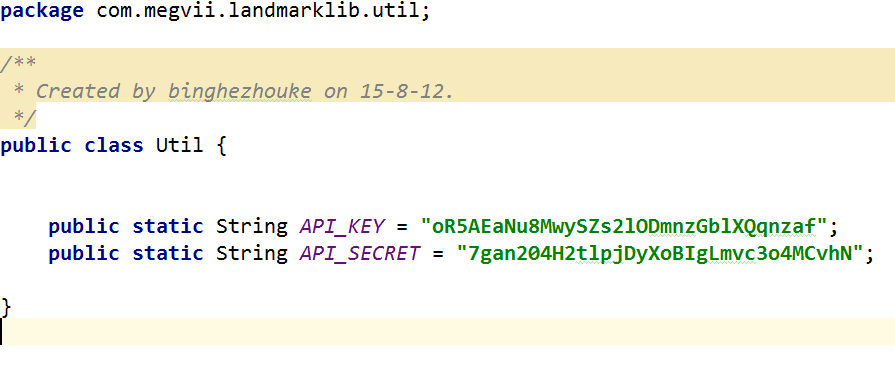 package com.megvii.landmarklib.util;
/**
 * Created by binghezhouke on 15-8-12.
 */
public class Util {
    public static String API_KEY = "oR5AEaNu8MwySZs2lODmnzGblXQqnzaf";
    public static String API_SECRET = "7gan204H2tlpjDyXoBIgLmvc3o4MCvhN";
}